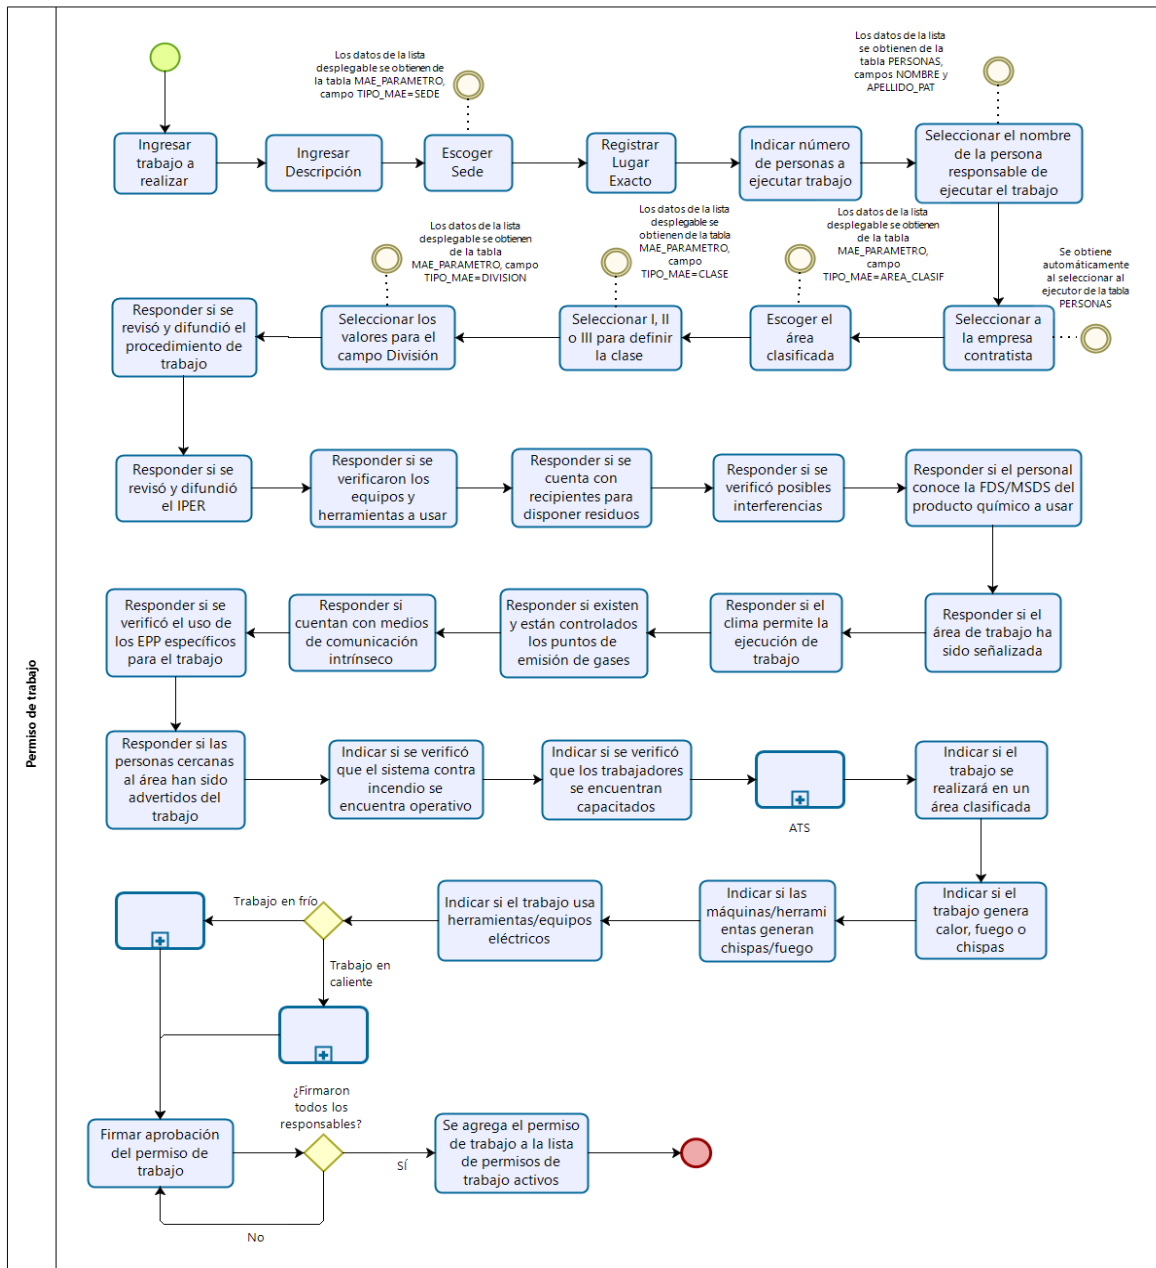 Permiso de trabajo
Los datos de la lista
desplegable se obtienen de
la tabla MAE_PARAMETRO,
campo TIPO_MAE=SEDE
Los datos de la lista
se obtienen de la
tabla PERSONAS,
campos NOMBRE y
APELLIDO_PAT
Ingresar
trabajo a
realizar
Ingresar
Descripción
Escoger
Sede
Registrar
Lugar
Exacto
Indicar número
de personas a
ejecutar trabajo
Seleccionar el nombre
de la persona
responsable de
ejecutar el trabajo
Se obtiene
automáticamente
al seleccionar al
ejecutor de la tabla
PERSONAS
Seleccionar a
la empresa
contratista
Los datos de la lista
desplegable se obtienen
de la tabla
MAE_PARAMETRO,
campo
TIPO_MAE=AREA_CLASIF
Escoger el
área
clasificada
Los datos de la lista
desplegable se
obtienen de la tabla
MAE_PARAMETRO,
campo
TIPO_MAE=CLASE
Seleccionar I, II
o III para definir
la clase
Los datos de la lista
desplegable se obtienen
de la tabla
MAE_PARAMETRO, campo
TIPO_MAE=DIVISION
Seleccionar los
valores para el
campo División
Responder si se
revisó y difundió el
procedimiento de
trabajo
Responder si se
revisó y difundió
el IPER
Responder si se
verificaron los
equipos y
herramientas a usar
Responder si se
cuenta con
recipientes para
disponer residuos
Responder si se
verificó posibles
interferencias
Responder si el personal
conoce la FDS/MSDS del
producto químico a usar
Responder si el
área de trabajo ha
sido señalizada
Responder si el
clima permite la
ejecución de
trabajo
Responder si existen
y están controlados
los puntos de
emisión de gases
Responder si
cuentan con medios
de comunicación
intrínseco
Responder si se
verificó el uso de
los EPP específicos
para el trabajo
Responder si las
personas cercanas
al área han sido
advertidos del
trabajo
Indicar si se verificó
que el sistema contra
incendio se
encuentra operativo
Indicar si se verificó
que los trabajadores
se encuentran
capacitados
ATS
Indicar si el
trabajo se
realizará en un
área clasificada
Indicar si el
trabajo genera
calor, fuego o
chispas
Indicar si las
máquinas/herrami
entas generan
chispas/fuego
Indicar si el trabajo usa
herramientas/equipos
eléctricos
Trabajo en frío
Trabajo en
caliente
Firmar aprobación
del permiso de
trabajo
¿Firmaron
todos los
responsables?
SÍ
No
Se agrega el permiso
de trabajo a la lista
de permisos de
trabajo activos